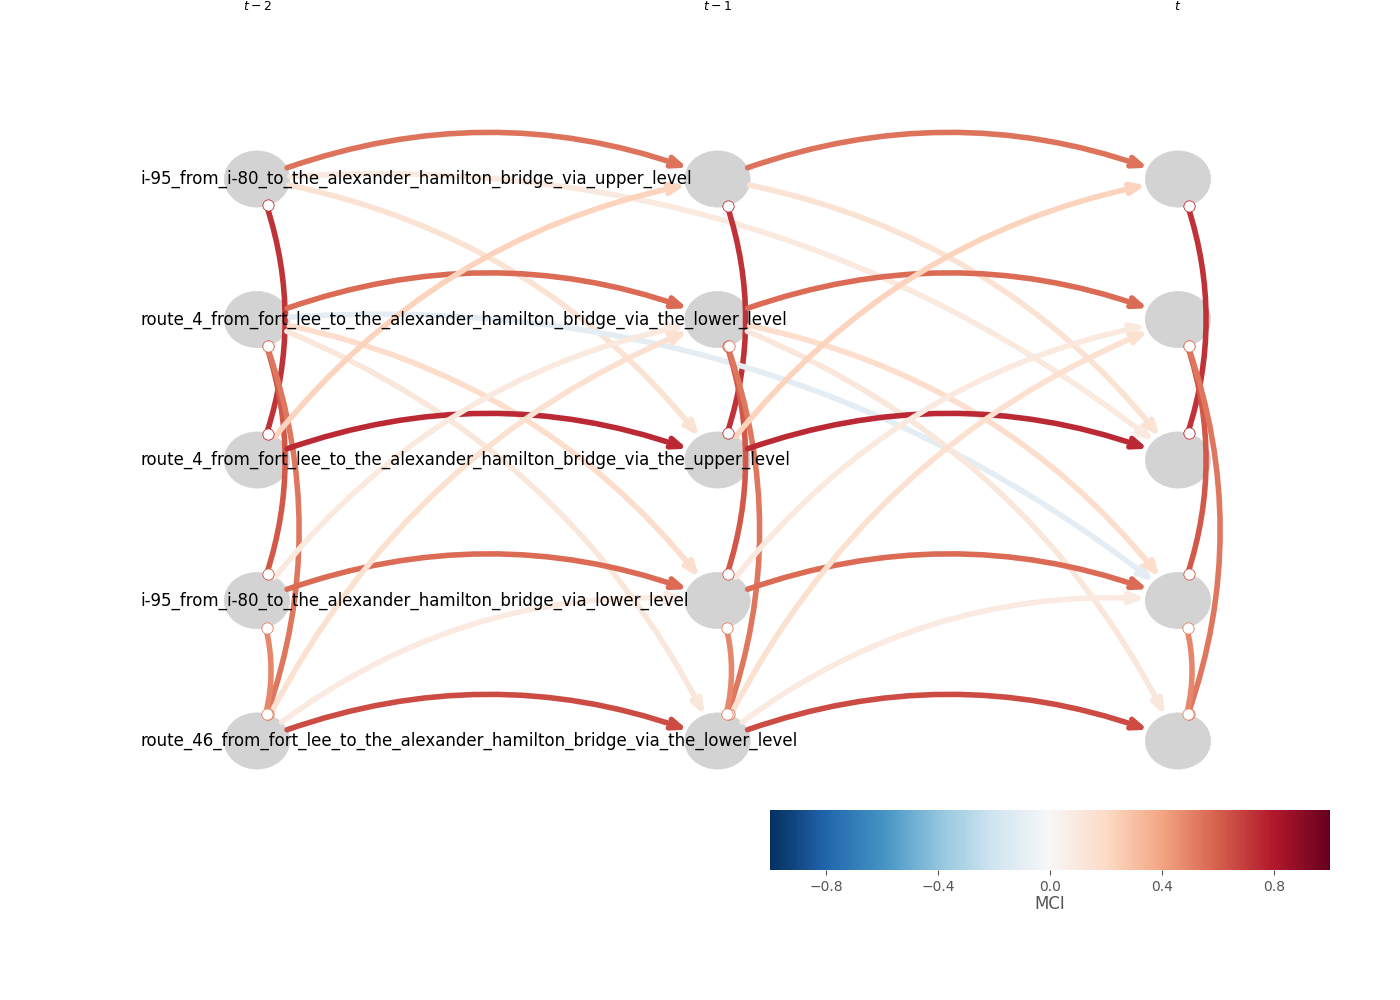 t − 2 t − 1 t
i-95_from_i-80_to_the_alexander_hamilton_bridge_via_upper_level
route_4_from_fort_lee_to_the_alexander_hamilton_bridge_via_the_lower_level
route_4_from_fort_lee_to_the_alexander_hamilton_bridge_via_the_upper_level
i-95_from_i-80_to_the_alexander_hamilton_bridge_via_lower_level
route_46_from_fort_lee_to_the_alexander_hamilton_bridge_via_the_lower_level
−0.8 −0.4 0.0 0.4 0.8
MCI